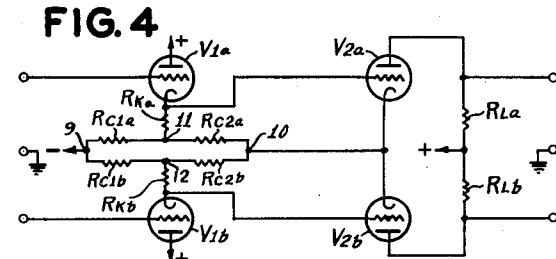 FIG. 4
V1a + V2a
RKa
9 RC1a 11 RC2a 10
- + RLa
RC1b 12 RC2b RLb
RKb
V1b + V2b